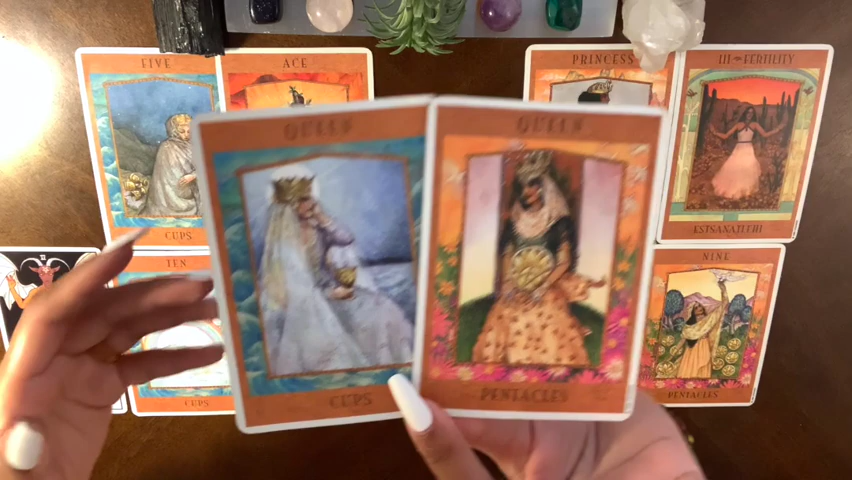 FIVE
CUPS
ACE
PRINCESS
III FERTILITY
ESTSANATLEHI
QUEEN
CUPS
QUEEN
PENTACLES
TEN
CUPS
NINE
PENTACLES